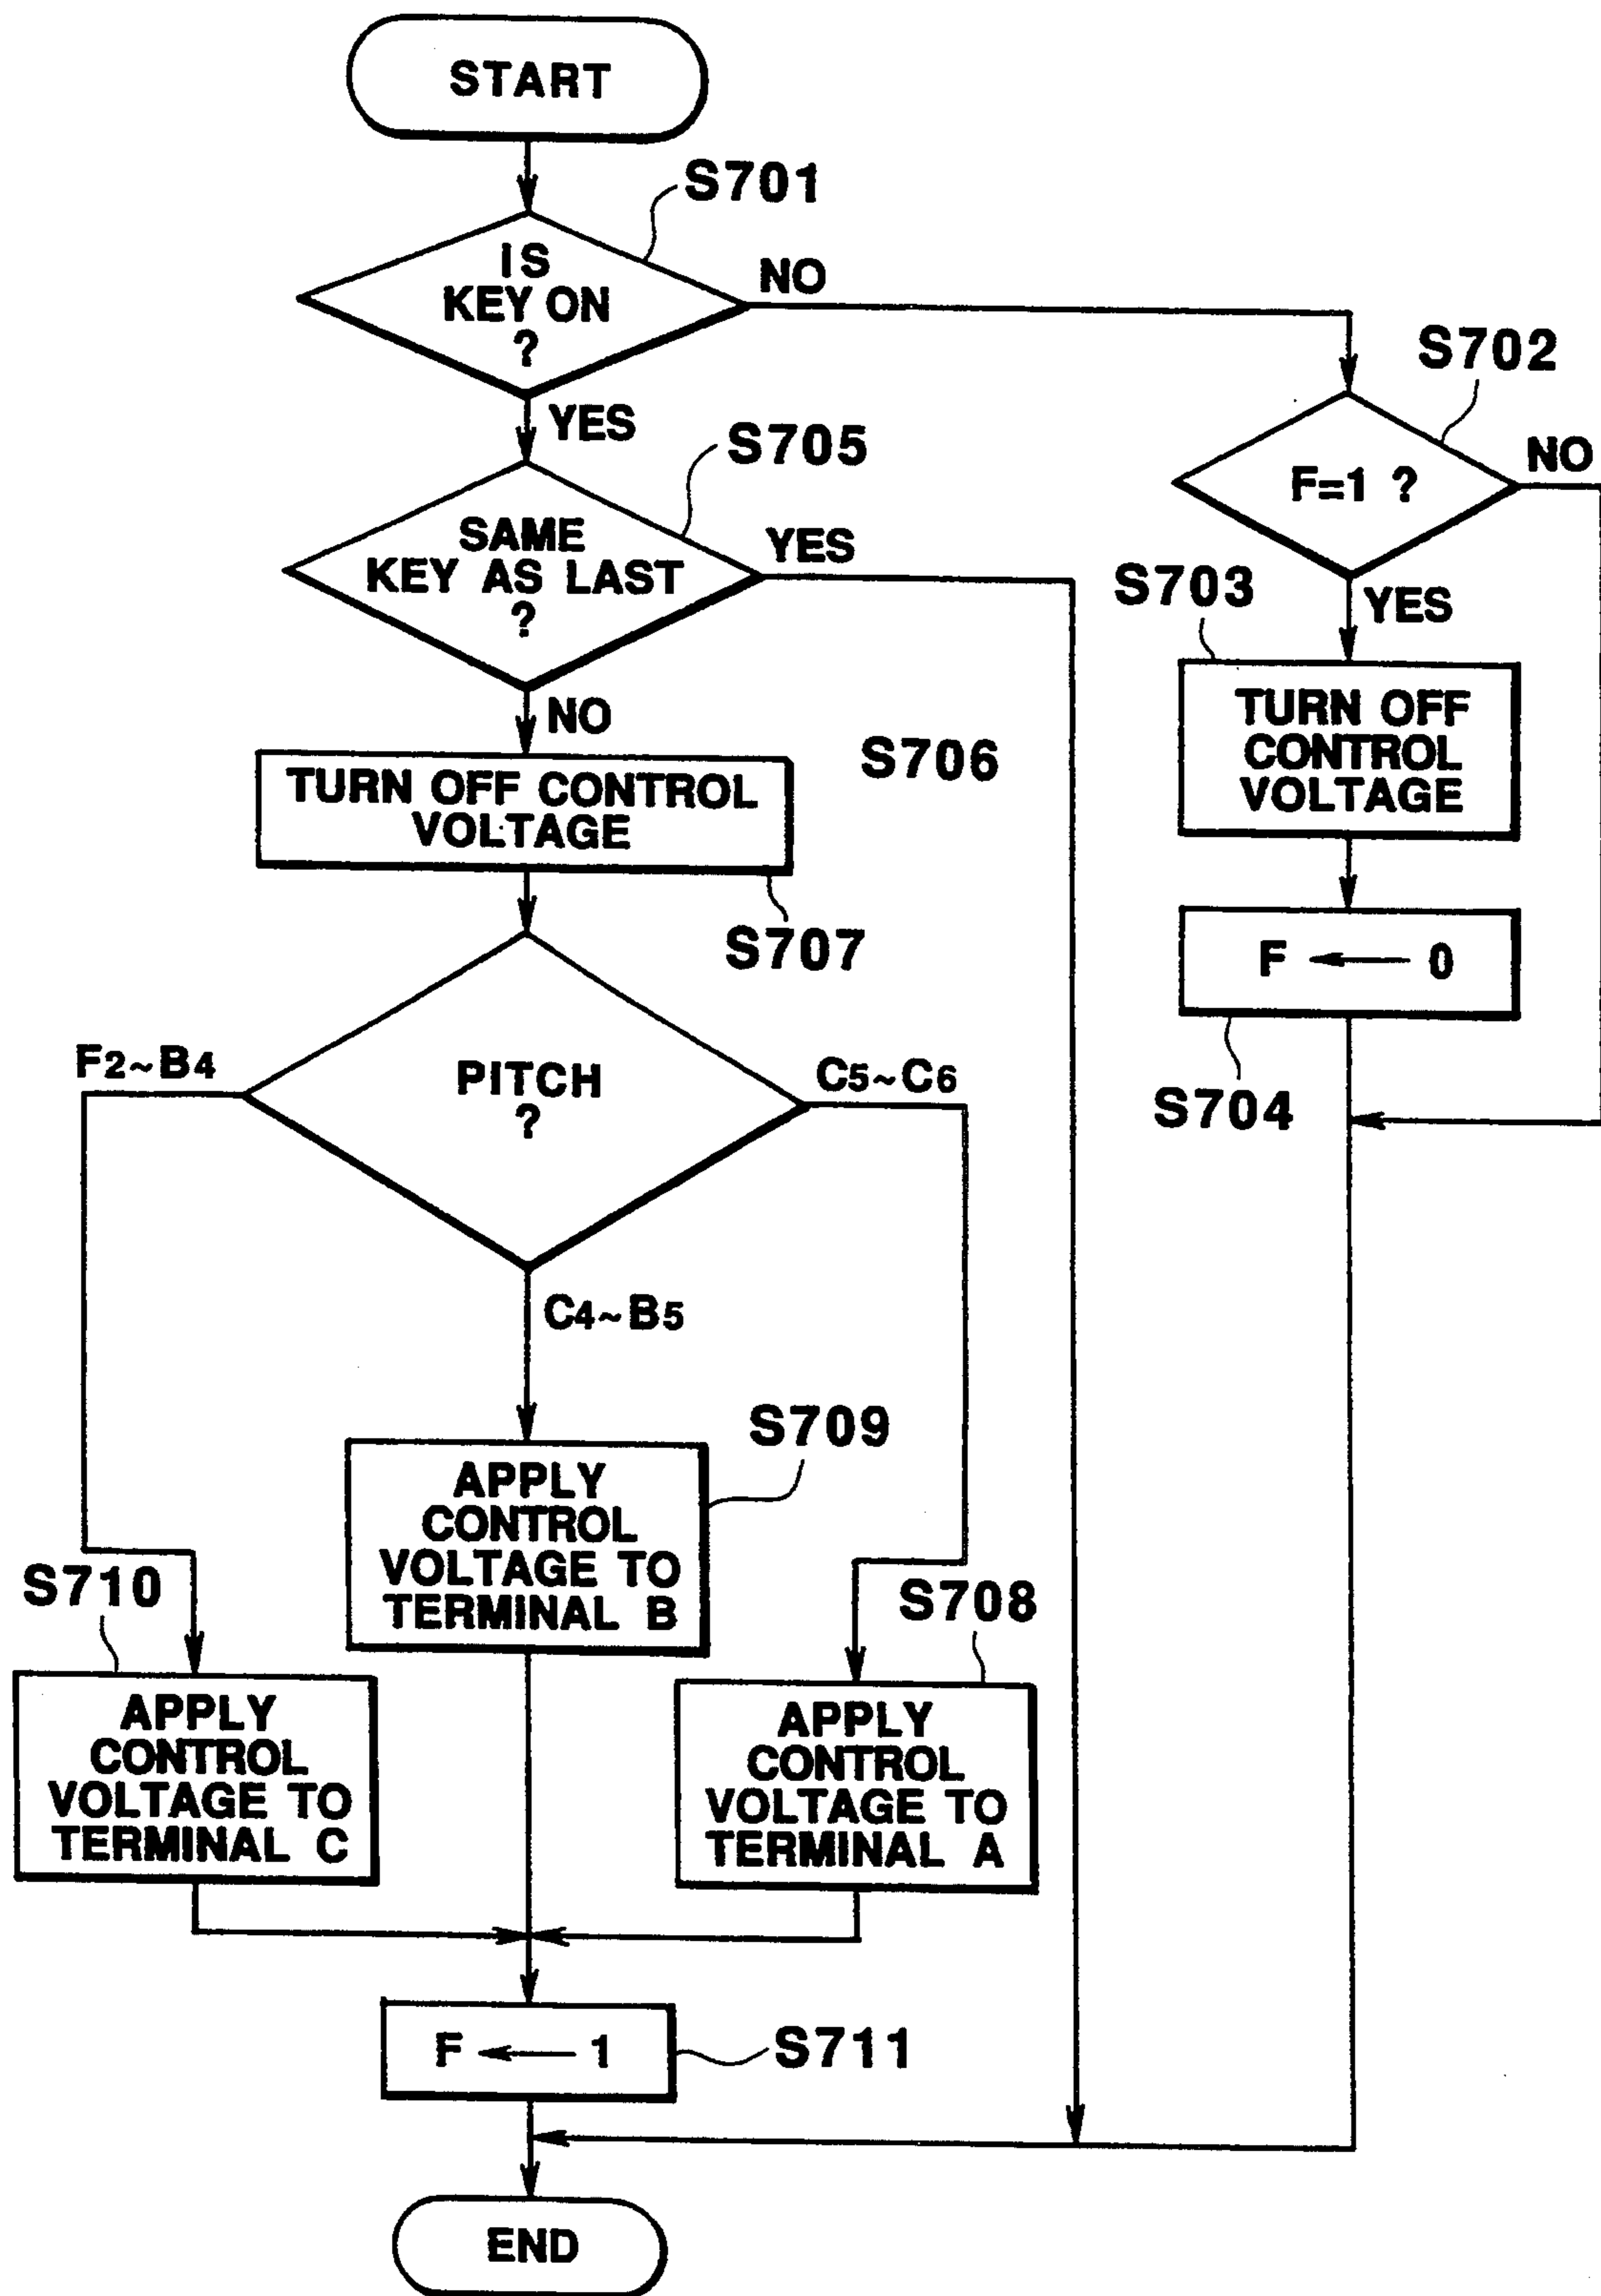 START
S701
IS
KEY ON
?
NO
YES
S702
F=1 ?
NO
YES
S703
TURN OFF
CONTROL
VOLTAGE
F ← 0
S704
S705
SAME
KEY AS LAST
?
YES
NO
S706
TURN OFF CONTROL
VOLTAGE
S707
PITCH
?
F2~B4
C5~C6
C4~B5
S709
APPLY
CONTROL
VOLTAGE TO
TERMINAL B
S710
APPLY
CONTROL
VOLTAGE TO
TERMINAL C
S708
APPLY
CONTROL
VOLTAGE TO
TERMINAL A
F ← 1
S711
END